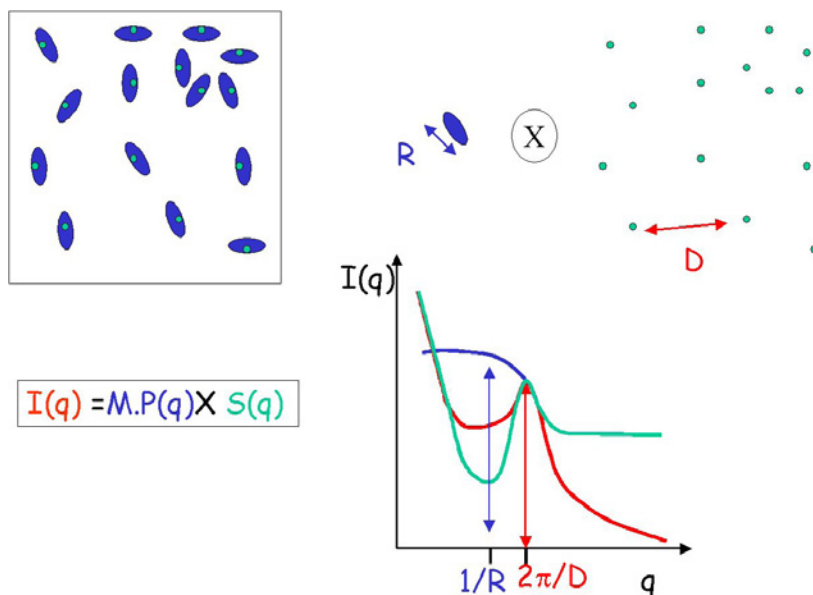 R
X
D
I(q)
I(q) =M.P(q)X S(q)
1/R
2π/D
q